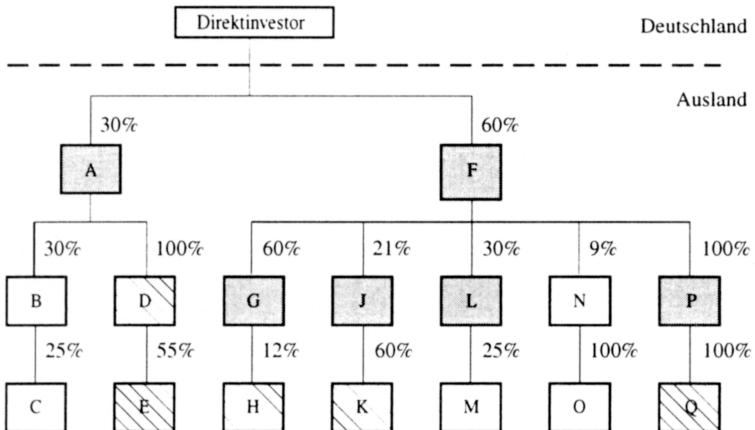 Direktinvestor
Deutschland
Ausland
30% 60%
A F
30% 100% 60% 21% 30% 9% 100%
B D G J L N P
25% 55% 12% 60% 25% 100% 100%
C E H K M O Q